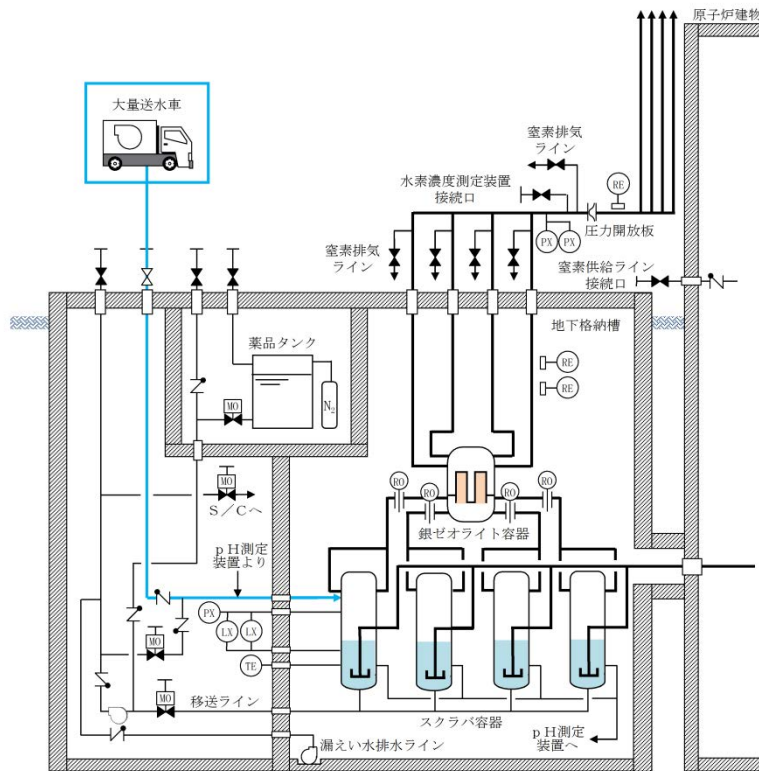 原子炉建物
大量送水車
窒素排気
ライン
水素濃度測定装置
接続口
RE
圧力開放板
PX
PX
窒素排気
ライン
窒素供給ライン
接続口
地下格納槽
薬品タンク
N₂
MO
RE
RE
MO
S/Cへ
RO
RO
RO
RO
銀ゼオライト容器
pH測定
装置より
PX
LX
LX
MO
TE
MO
移送ライン
スクラバ容器
漏えい水排水ライン
pH測定
装置へ